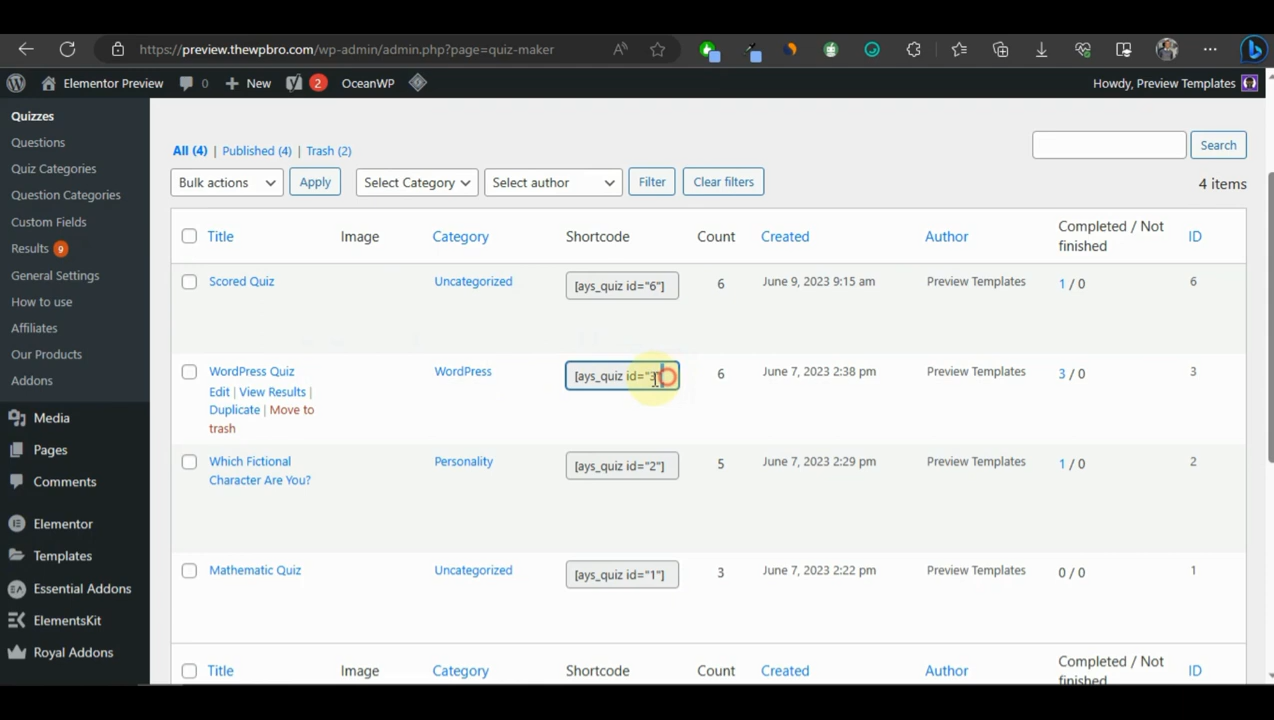 https://preview.thewpbro.com/wp-admin/admin.php?page=quiz-maker
Elementor Preview 0 New 2 OceanWP Howdy, Preview Templates
Quizzes
Questions
Quiz Categories
Question Categories
Custom Fields
Results 9
General Settings
How to use
Affiliates
Our Products
Addons
Media
Pages
Comments
Elementor
Templates
Essential Addons
ElementsKit
Royal Addons
All (4) | Published (4) | Trash (2)
Search
Bulk actions Apply Select Category Select author Filter Clear filters 4 items
Title Image Category Shortcode Count Created Author Completed / Not finished ID
Scored Quiz Uncategorized [ays_quiz id="6"] 6 June 9, 2023 9:15 am Preview Templates 1 / 0 6
WordPress Quiz WordPress [ays_quiz id="3"] 6 June 7, 2023 2:38 pm Preview Templates 3 / 0 3
Edit | View Results |
Duplicate | Move to
trash
Which Fictional Personality [ays_quiz id="2"] 5 June 7, 2023 2:29 pm Preview Templates 1 / 0 2
Character Are You?
Mathematic Quiz Uncategorized [ays_quiz id="1"] 3 June 7, 2023 2:22 pm Preview Templates 0 / 0 1
Title Image Category Shortcode Count Created Author Completed / Not finished ID